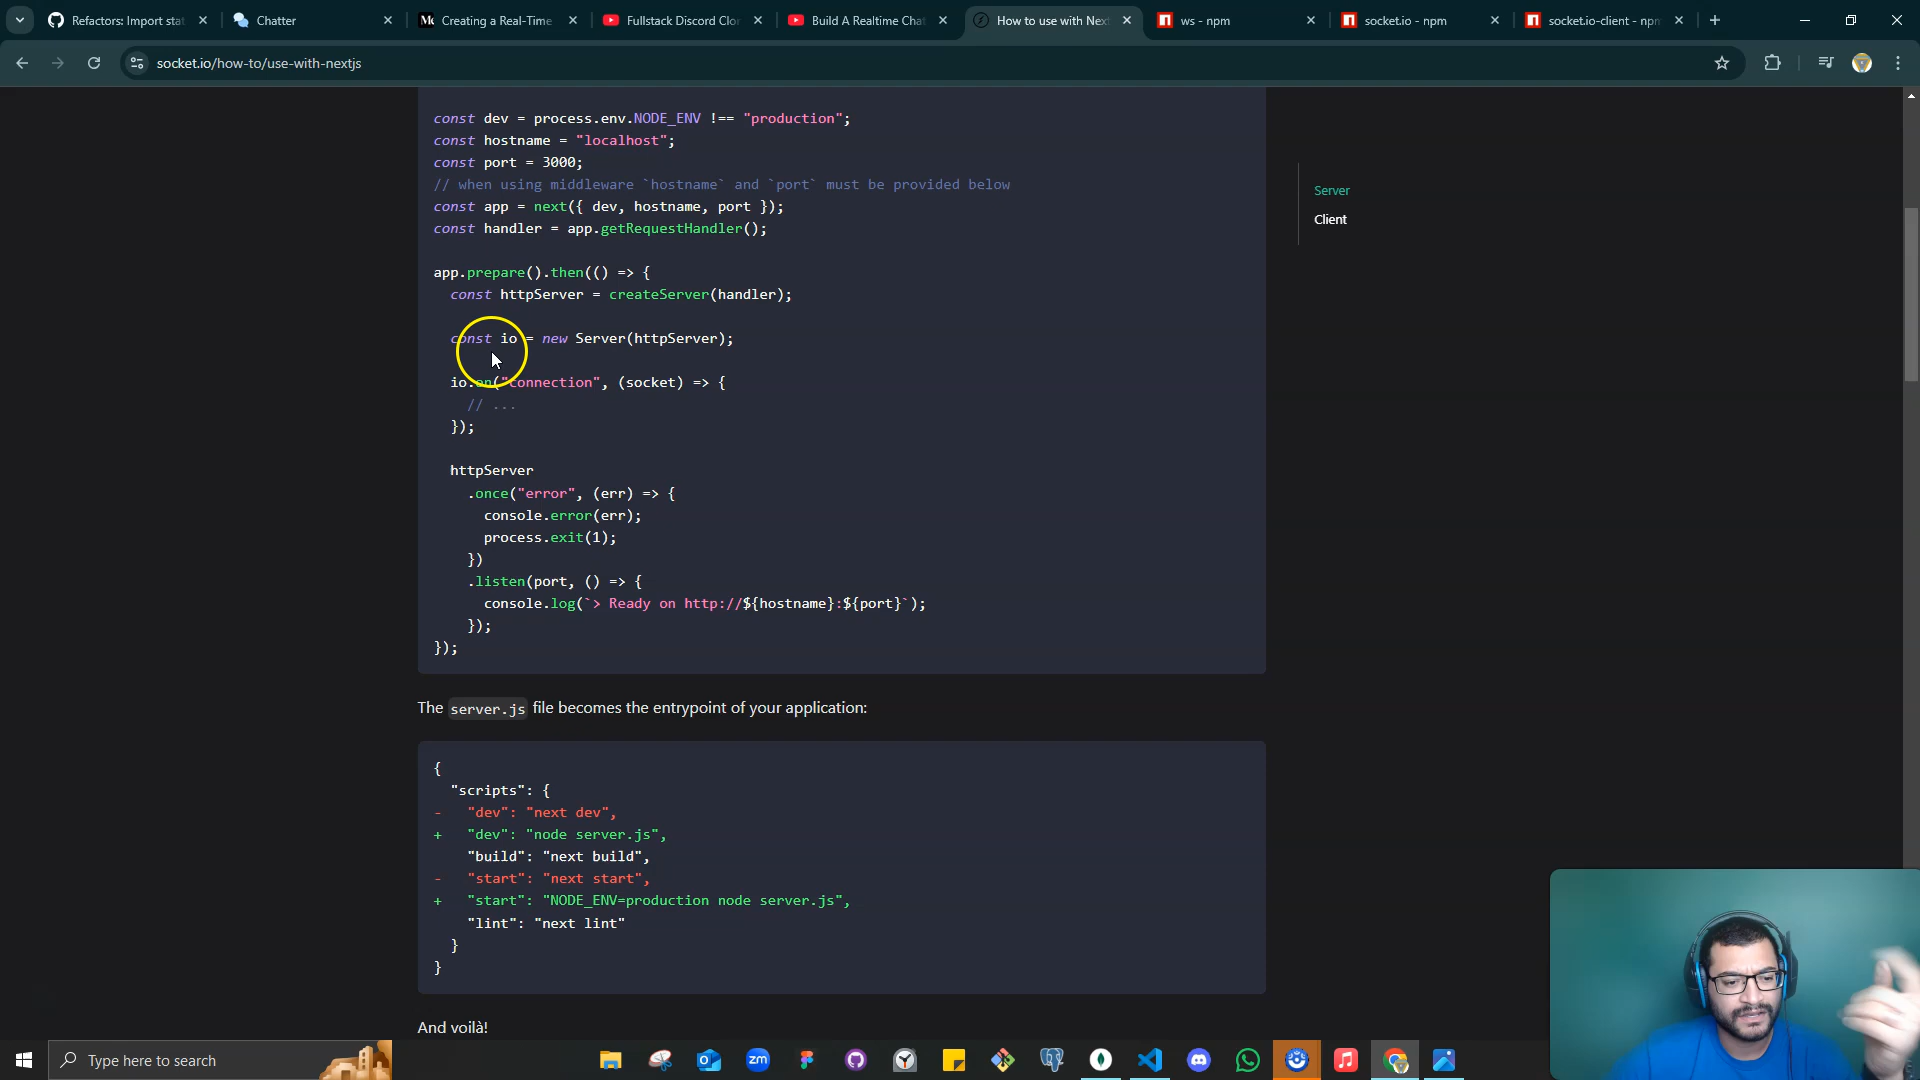 Refactors: Import sta
Chatter
Creating a Real-Time
Fullstack Discord Clo
Build A Realtime Chat
How to use with Next
ws - npm
socket.io - npm
socket.io-client - npm
socket.io/how-to/use-with-nextjs
const dev = process.env.NODE_ENV !== "production";
const hostname = "localhost";
const port = 3000;
// when using middleware `hostname` and `port` must be provided below
const app = next({ dev, hostname, port });
const handler = app.getRequestHandler();
app.prepare().then(() => {
const httpServer = createServer(handler);
const io = new Server(httpServer);
io.on("connection", (socket) => {
// ...
});
httpServer
.once("error", (err) => {
console.error(err);
process.exit(1);
})
.listen(port, () => {
console.log(`> Ready on http://${hostname}:${port}`);
});
});
Server
Client
The server.js file becomes the entrypoint of your application:
{
"scripts": {
- "dev": "next dev",
+ "dev": "node server.js",
"build": "next build",
- "start": "next start",
+ "start": "NODE_ENV=production node server.js",
"lint": "next lint"
}
}
And voilà!
Type here to search
zm